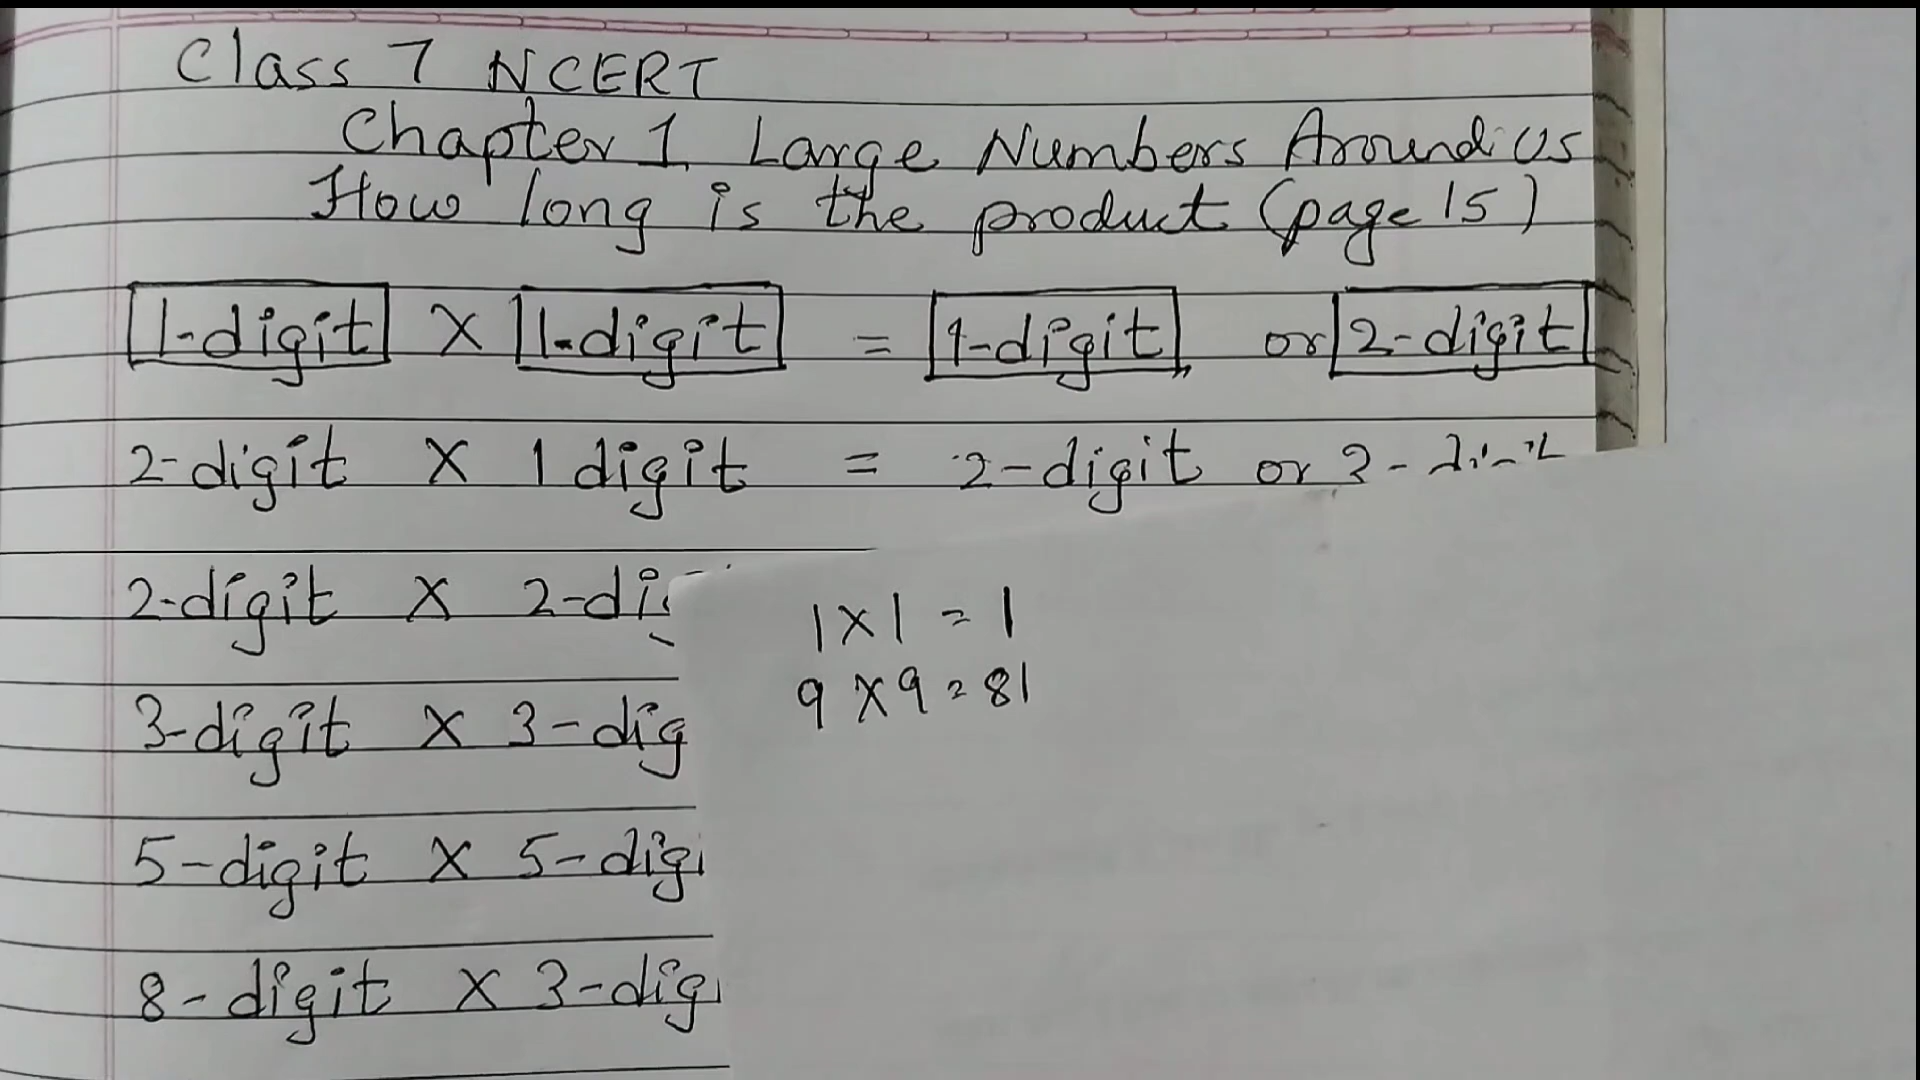 Class 7 NCERT
Chapter 1 Large Numbers Around us
How long is the product (page 15)
1-digit X 1-digit = 1-digit or 2-digit
2-digit X 1 digit = 2-digit or
2-digit X
3-digit X
5-digit X
8-digit X
1X1 = 1
9X9=81